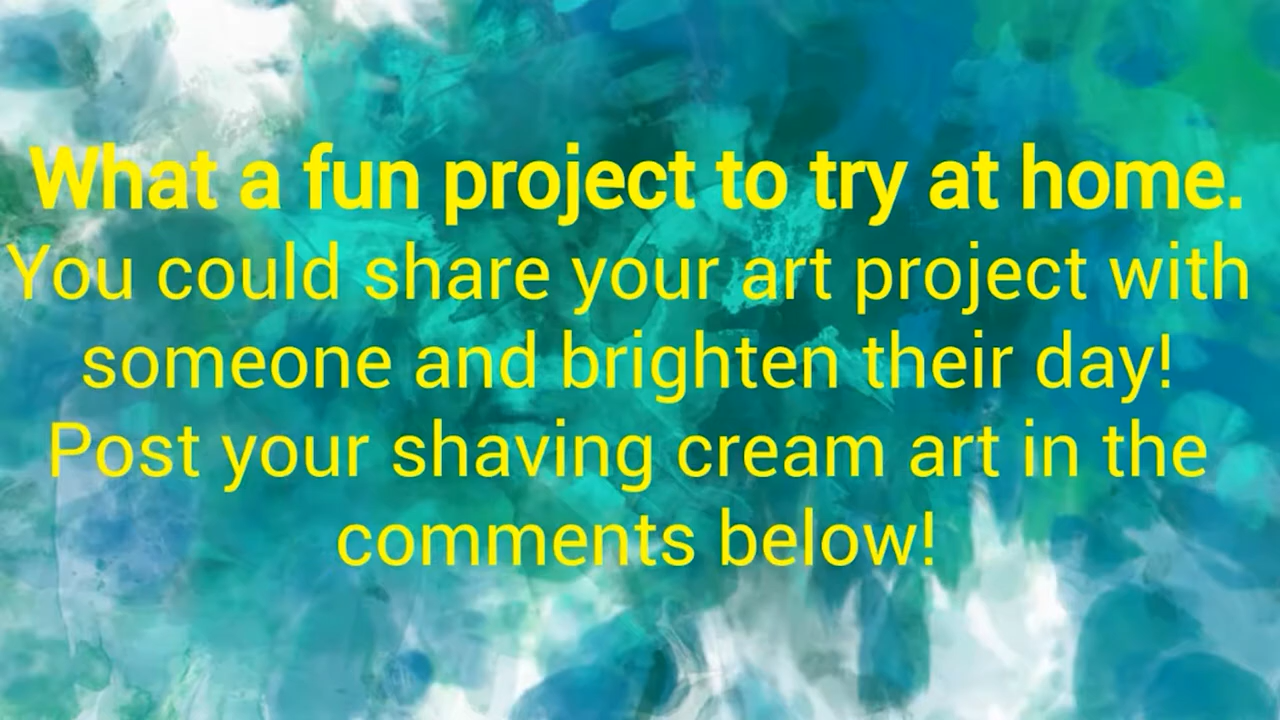 What a fun project to try at home.
You could share your art project with
someone and brighten their day!
Post your shaving cream art in the
comments below!